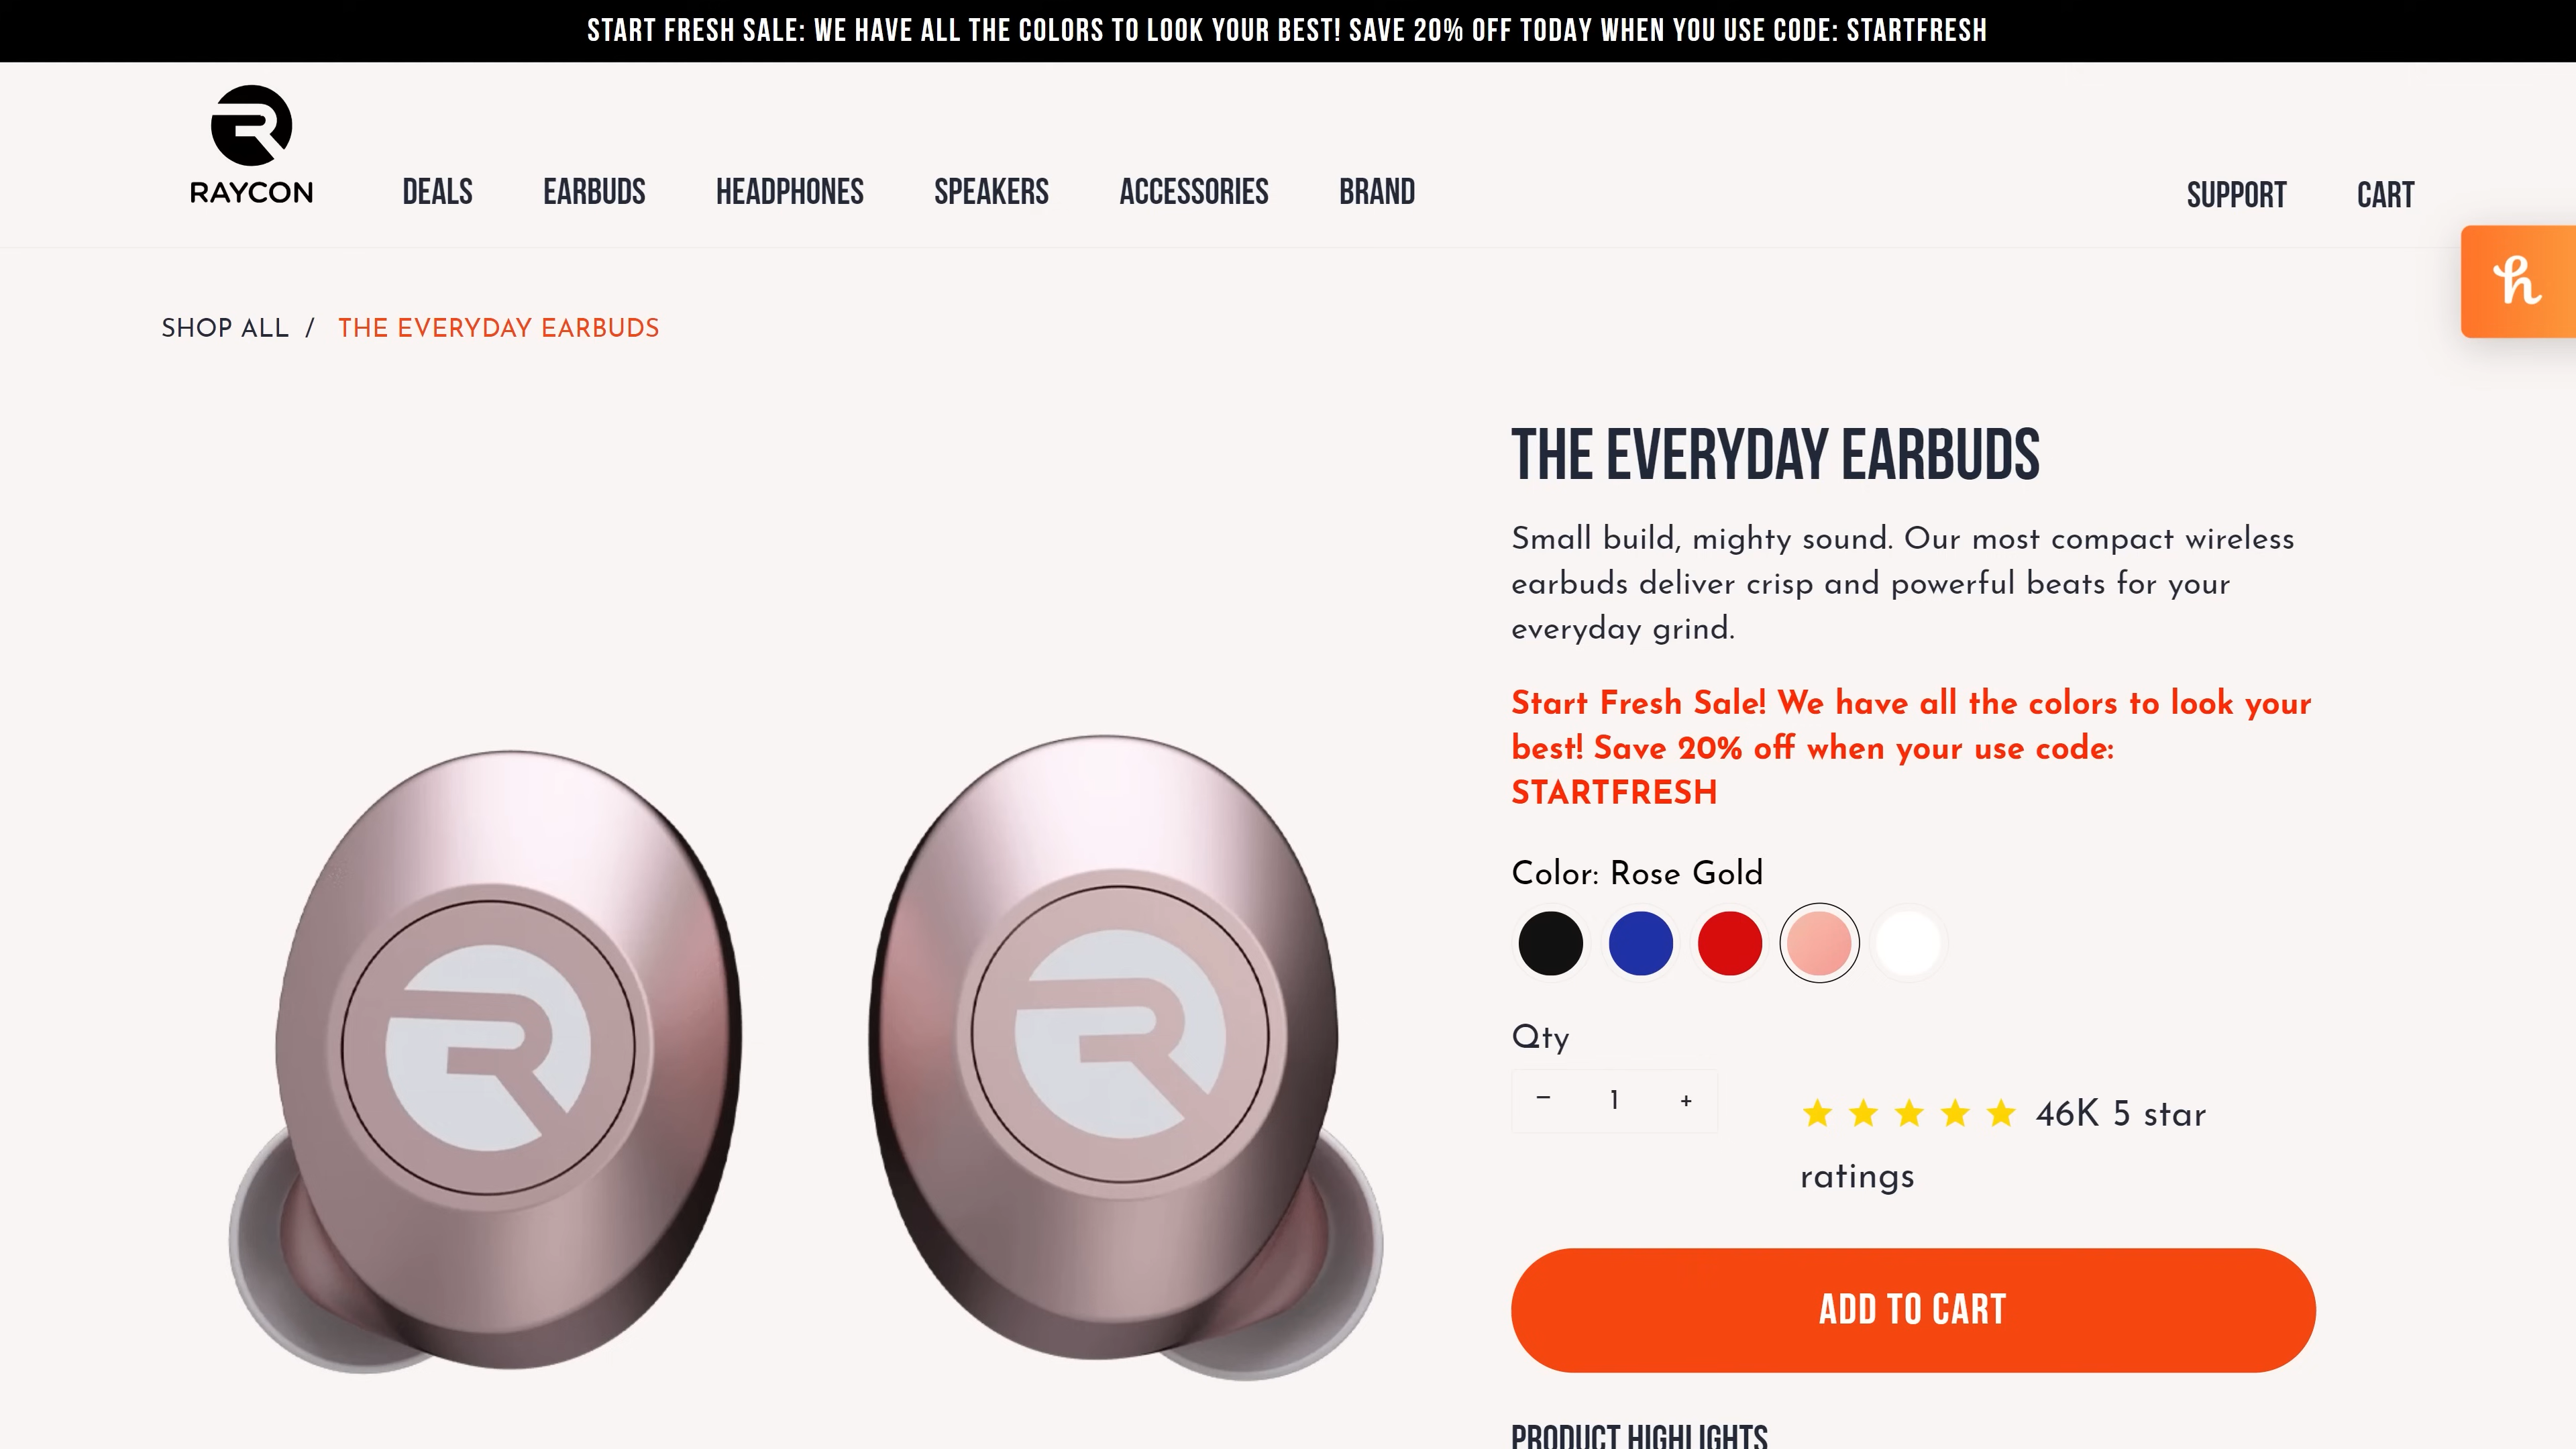 START FRESH SALE: WE HAVE ALL THE COLORS TO LOOK YOUR BEST! SAVE 20% OFF TODAY WHEN YOU USE CODE: STARTFRESH
RAYCON
DEALS EARBUDS HEADPHONES SPEAKERS ACCESSORIES BRAND SUPPORT CART
h
SHOP ALL / THE EVERYDAY EARBUDS
THE EVERYDAY EARBUDS
Small build, mighty sound. Our most compact wireless
earbuds deliver crisp and powerful beats for your
everyday grind.
Start Fresh Sale! We have all the colors to look your
best! Save 20% off when your use code:
STARTFRESH
Color: Rose Gold
Qty
− 1 +
46K 5 star
ratings
ADD TO CART
PRODUCT HIGHLIGHTS